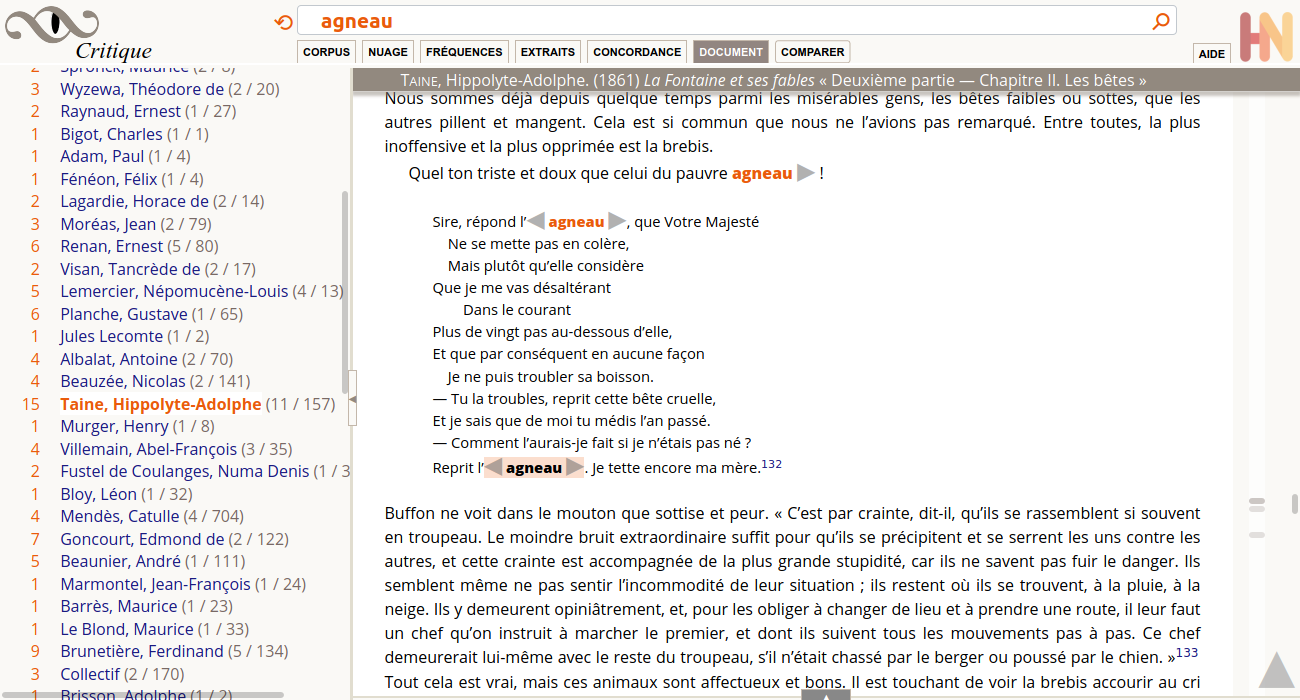 agneau
Critique
CORPUS NUAGE FRÉQUENCES EXTRAITS CONCORDANCE DOCUMENT COMPARER
AIDE
HN
2 Spronck, Maurice (2 / 6)
3 Wyzewa, Théodore de (2 / 20)
2 Raynaud, Ernest (1 / 27)
1 Bigot, Charles (1 / 1)
1 Adam, Paul (1 / 4)
1 Fénéon, Félix (1 / 4)
2 Lagardie, Horace de (2 / 14)
3 Moréas, Jean (2 / 79)
6 Renan, Ernest (5 / 80)
2 Visan, Tancrède de (2 / 17)
5 Lemercier, Népomucène-Louis (4 / 13)
6 Planche, Gustave (1 / 65)
1 Jules Lecomte (1 / 2)
4 Albalat, Antoine (2 / 70)
4 Beauzée, Nicolas (2 / 141)
15 Taine, Hippolyte-Adolphe (11 / 157)
1 Murger, Henry (1 / 8)
4 Villemain, Abel-François (3 / 35)
2 Fustel de Coulanges, Numa Denis (1 / 3
1 Bloy, Léon (1 / 32)
4 Mendès, Catulle (4 / 704)
7 Goncourt, Edmond de (2 / 122)
5 Beaunier, André (1 / 111)
1 Marmontel, Jean-François (1 / 24)
1 Barrès, Maurice (1 / 23)
1 Le Blond, Maurice (1 / 33)
9 Brunetière, Ferdinand (5 / 134)
3 Collectif (2 / 170)
1 Brisson, Adolphe (1 / 2)
TAINE, Hippolyte-Adolphe. (1861) La Fontaine et ses fables « Deuxième partie — Chapitre II. Les bêtes »
Nous sommes déjà depuis quelque temps parmi les misérables gens, les bêtes faibles ou sottes, que les
autres pillent et mangent. Cela est si commun que nous ne l’avions pas remarqué. Entre toutes, la plus
inoffensive et la plus opprimée est la brebis.
Quel ton triste et doux que celui du pauvre agneau !
Sire, répond l’ agneau , que Votre Majesté
Ne se mette pas en colère,
Mais plutôt qu’elle considère
Que je me vas désaltérant
Dans le courant
Plus de vingt pas au-dessous d’elle,
Et que par conséquent en aucune façon
Je ne puis troubler sa boisson.
— Tu la troubles, reprit cette bête cruelle,
Et je sais que de moi tu médis l’an passé.
— Comment l’aurais-je fait si je n’étais pas né ?
Reprit l’ agneau . Je tette encore ma mère.132
Buffon ne voit dans le mouton que sottise et peur. « C’est par crainte, dit-il, qu’ils se rassemblent si souvent
en troupeau. Le moindre bruit extraordinaire suffit pour qu’ils se précipitent et se serrent les uns contre les
autres, et cette crainte est accompagnée de la plus grande stupidité, car ils ne savent pas fuir le danger. Ils
semblent même ne pas sentir l’incommodité de leur situation ; ils restent où ils se trouvent, à la pluie, à la
neige. Ils y demeurent opiniâtrement, et, pour les obliger à changer de lieu et à prendre une route, il leur faut
un chef qu’on instruit à marcher le premier, et dont ils suivent tous les mouvements pas à pas. Ce chef
demeurerait lui-même avec le reste du troupeau, s’il n’était chassé par le berger ou poussé par le chien. »133
Tout cela est vrai, mais ces animaux sont affectueux et bons. Il est touchant de voir la brebis accourir au cri